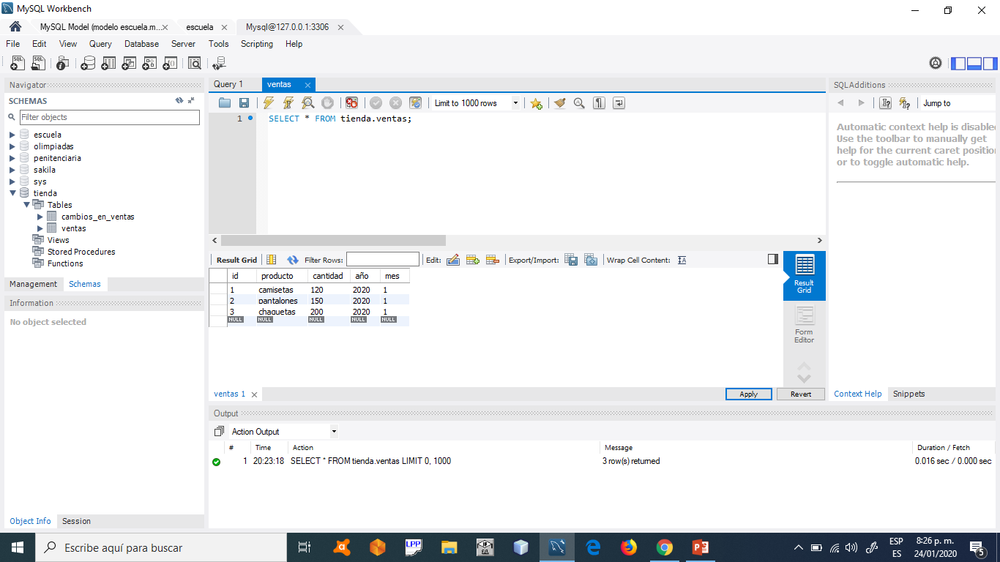 MySQL Workbench
MySQL Model (modelo escuela.m...
escuela
Mysql@127.0.0.1:3306
File Edit View Query Database Server Tools Scripting Help
Navigator
SCHEMAS
Filter objects
escuela
olimpiadas
penitenciaria
sakila
sys
tienda
Tables
cambios_en_ventas
ventas
Views
Stored Procedures
Functions
Management Schemas
Information
No object selected
Object Info Session
Query 1 ventas
Limit to 1000 rows
1 SELECT * FROM tienda.ventas;
Result Grid Filter Rows: Edit: Export/Import: Wrap Cell Content:
id producto cantidad año mes
1 camisetas 120 2020 1
2 pantalones 150 2020 1
3 chaquetas 200 2020 1
NULL NULL NULL NULL NULL
Result
Grid
Form
Editor
ventas 1
Apply Revert
Output
Action Output
# Time Action Message Duration / Fetch
1 20:23:18 SELECT * FROM tienda.ventas LIMIT 0, 1000 3 row(s) returned 0.016 sec / 0.000 sec
SQLAdditions
Jump to
Automatic context help is disabled
Use the toolbar to manually get
help for the current caret position
or to toggle automatic help.
Context Help Snippets
Escribe aquí para buscar
LPP
SQL
ESP
ES
8:26 p. m.
24/01/2020
5